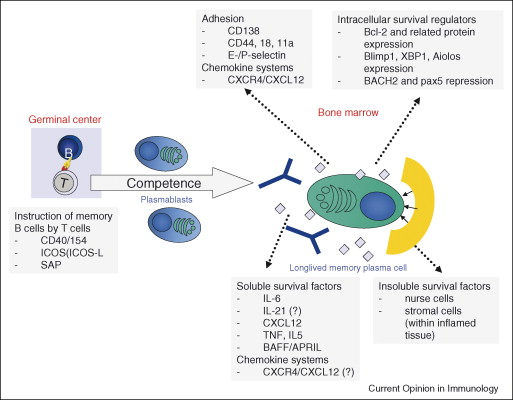 Adhesion
- CD138
- CD44, 18, 11a
- E-/P-selectin
Chemokine systems
- CXCR4/CXCL12
Intracellular survival regulators
- Bcl-2 and related protein
expression
- Blimp1, XBP1, Aiolos
expression
- BACH2 and pax5 repression
Germinal center
Bone marrow
B
T
Competence
Plasmablasts
Instruction of memory
B cells by T cells
- CD40/154
- ICOS(ICOS-L
- SAP
Longlived memory plasma cell
Soluble survival factors
- IL-6
- IL-21 (?)
- CXCL12
- TNF, IL5
- BAFF/APRIL
Chemokine systems
- CXCR4/CXCL12 (?)
Insoluble survival factors
- nurse cells
- stromal cells
(within inflamed
tissue)
Current Opinion in Immunology